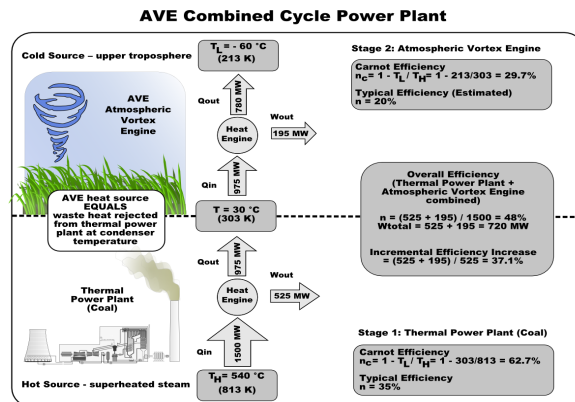 AVE Combined Cycle Power Plant
Cold Source – upper troposphere
TL= - 60 °C
(213 K)
AVE
Atmospheric
Vortex
Engine
Qout
780 MW
Wout
Heat
Engine
195 MW
Qin
975 MW
AVE heat source
EQUALS
waste heat rejected
from thermal power
plant at condenser
temperature
T = 30 °C
(303 K)
Qout
975 MW
Wout
Thermal
Power Plant
(Coal)
Heat
Engine
525 MW
Qin
1500 MW
Hot Source - superheated steam
TH= 540 °C
(813 K)
Stage 2: Atmospheric Vortex Engine
Carnot Efficiency
nC= 1 - TL/ TH= 1 - 213/303 = 29.7%
Typical Efficiency (Estimated)
n = 20%
Overall Efficiency
(Thermal Power Plant +
Atmospheric Vortex Engine
combined)
n = (525 + 195) / 1500 = 48%
Wtotal = 525 + 195 = 720 MW
Incremental Efficiency Increase
= (525 + 195) / 525 = 37.1%
Stage 1: Thermal Power Plant (Coal)
Carnot Efficiency
nC= 1 - TL/ TH= 1 - 303/813 = 62.7%
Typical Efficiency
n = 35%